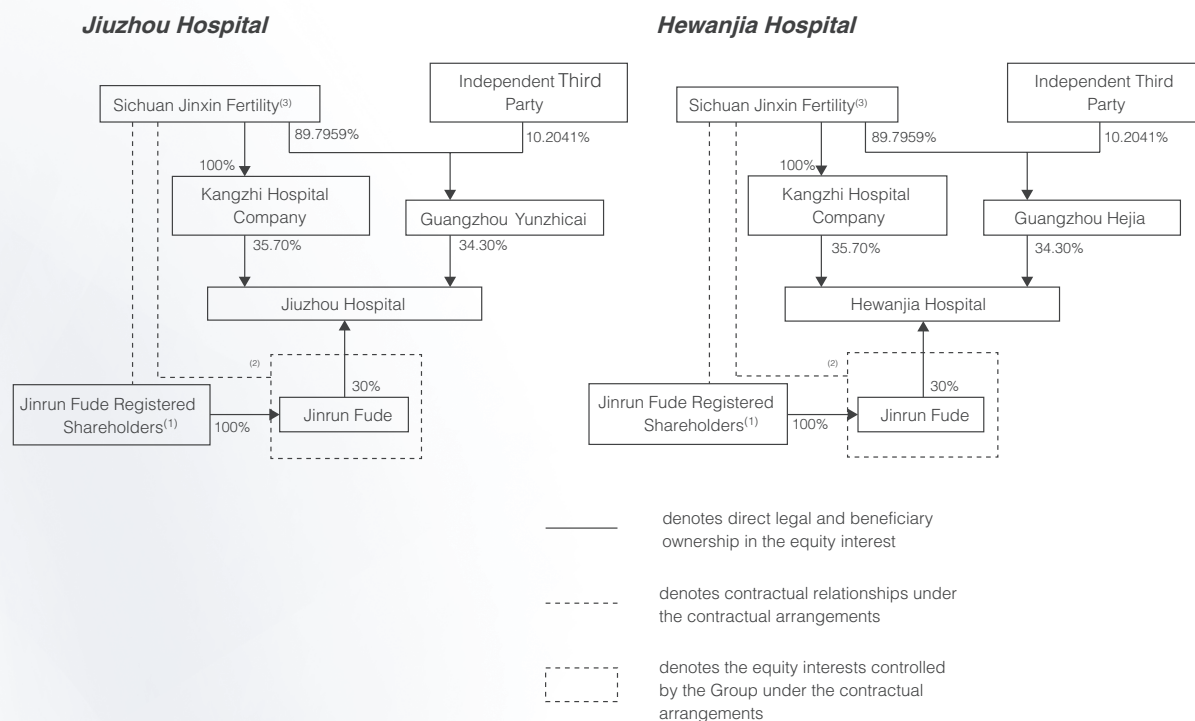 Jiuzhou Hospital
Sichuan Jinxin Fertility(3)
Independent Third
Party
89.7959%
10.2041%
100%
Kangzhi Hospital
Company
Guangzhou Yunzhicai
35.70%
34.30%
Jiuzhou Hospital
(2)
30%
Jinrun Fude Registered
Shareholders(1)
100%
Jinrun Fude
Hewanjia Hospital
Sichuan Jinxin Fertility(3)
Independent Third
Party
89.7959%
10.2041%
100%
Kangzhi Hospital
Company
Guangzhou Hejia
35.70%
34.30%
Hewanjia Hospital
(2)
30%
Jinrun Fude Registered
Shareholders(1)
100%
Jinrun Fude
denotes direct legal and beneficiary
ownership in the equity interest
denotes contractual relationships under
the contractual arrangements
denotes the equity interests controlled
by the Group under the contractual
arrangements